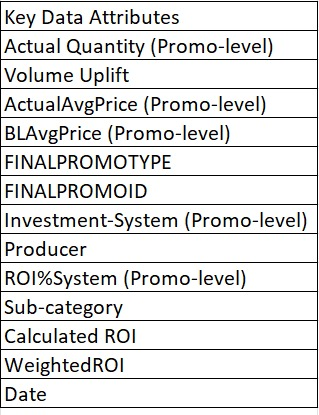 Key Data Attributes
Actual Quantity (Promo-level)
Volume Uplift
ActualAvgPrice (Promo-level)
BLAvgPrice (Promo-level)
FINALPROMOTYPE
FINALPROMOID
Investment-System (Promo-level)
Producer
ROI%System (Promo-level)
Sub-category
Calculated ROI
WeightedROI
Date